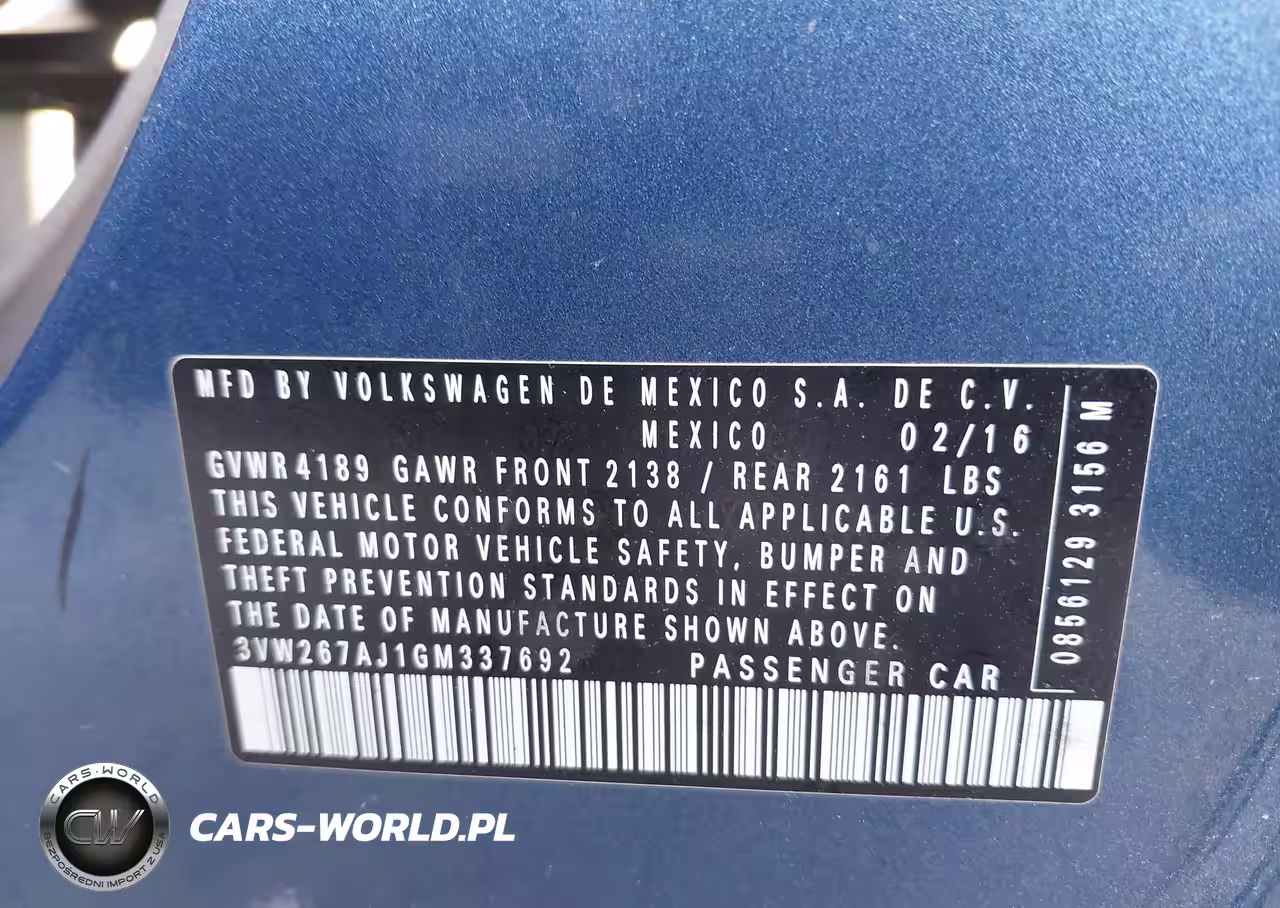 MFD BY VOLKSWAGEN DE MEXICO S.A. DE C.V.
MEXICO 02/16
GVWR 4189 GAWR FRONT 2138 / REAR 2161 LBS
THIS VEHICLE CONFORMS TO ALL APPLICABLE U.S.
FEDERAL MOTOR VEHICLE SAFETY, BUMPER AND
THEFT PREVENTION STANDARDS IN EFFECT ON
THE DATE OF MANUFACTURE SHOWN ABOVE.
3VW267AJ1GM337692 PASSENGER CAR
0856129 3156 M
CARS-WORLD
CW
BEZPOŚREDNI IMPORT Z USA
CARS-WORLD.PL